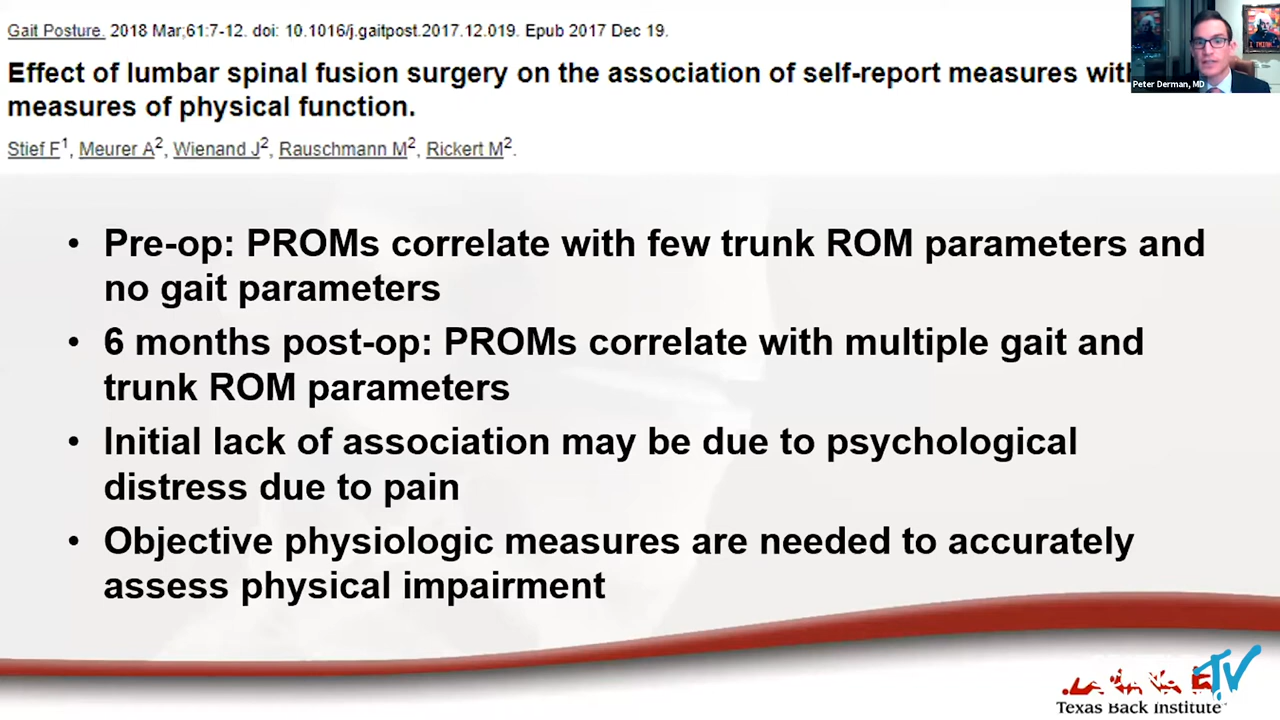 Gait Posture. 2018 Mar;61:7-12. doi: 10.1016/j.gaitpost.2017.12.019. Epub 2017 Dec 19.
Effect of lumbar spinal fusion surgery on the association of self-report measures with
measures of physical function.
Stief F1, Meurer A2, Wienand J2, Rauschmann M2, Rickert M2.
Peter Derman, MD
I THINK
• Pre-op: PROMs correlate with few trunk ROM parameters and
no gait parameters
• 6 months post-op: PROMs correlate with multiple gait and
trunk ROM parameters
• Initial lack of association may be due to psychological
distress due to pain
• Objective physiologic measures are needed to accurately
assess physical impairment
TV
Texas Back Institute